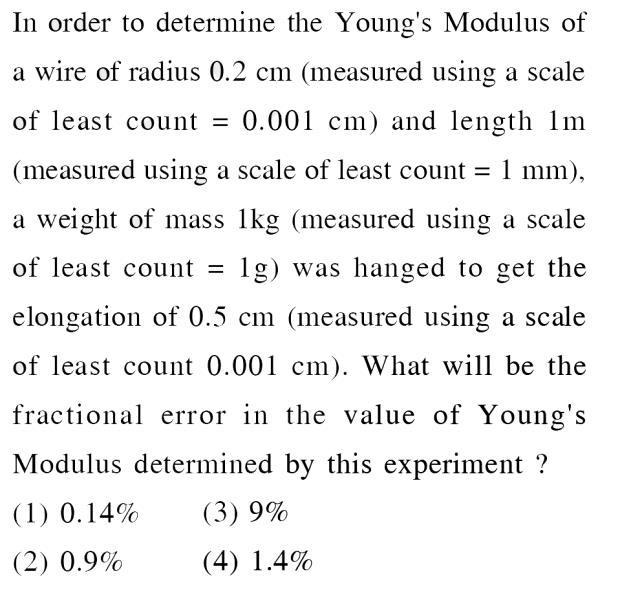 In order to determine the Young's Modulus of
a wire of radius 0.2 cm (measured using a scale
of least count = 0.001 cm) and length 1m
(measured using a scale of least count = 1 mm),
a weight of mass 1kg (measured using a scale
of least count = 1g) was hanged to get the
elongation of 0.5 cm (measured using a scale
of least count 0.001 cm). What will be the
fractional error in the value of Young's
Modulus determined by this experiment ?
(1) 0.14% (3) 9%
(2) 0.9% (4) 1.4%